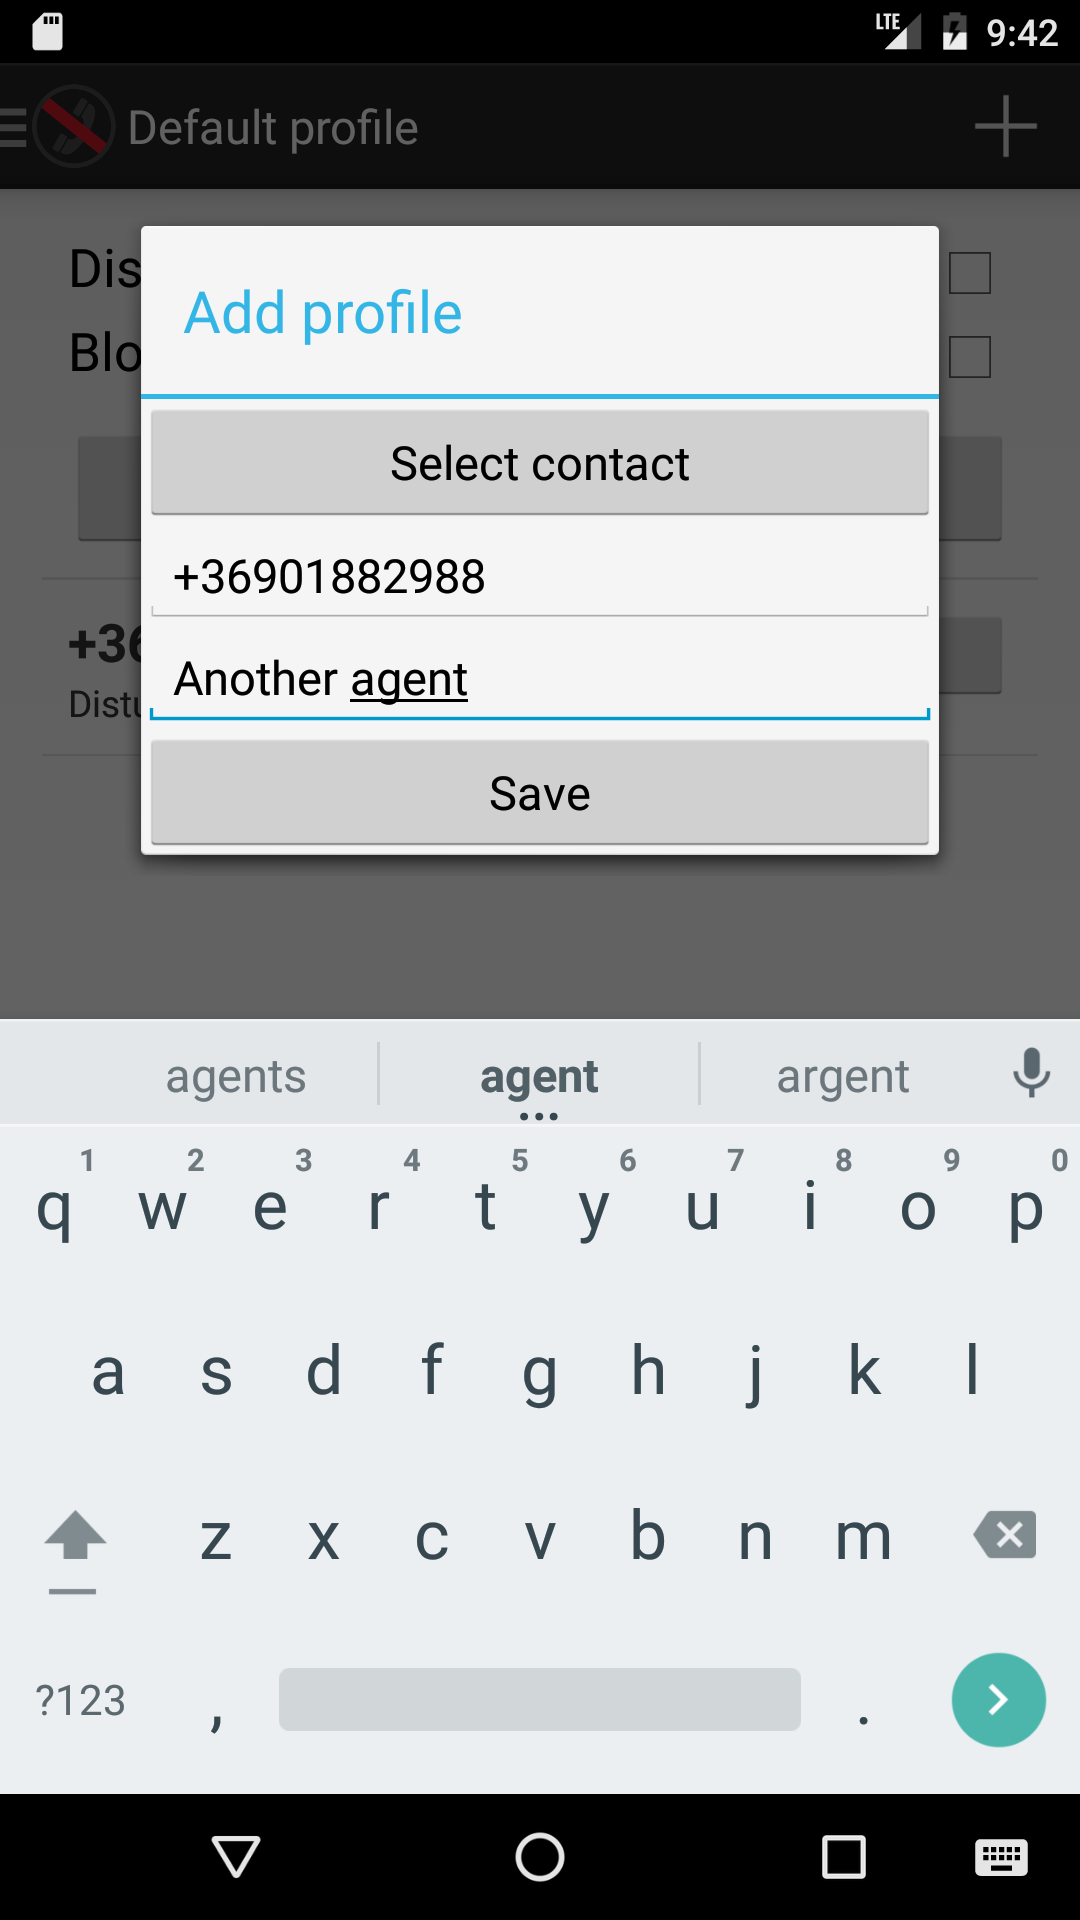 LTE 9:42
Default profile
Dis
Blo
Add profile
Select contact
+36901882988
Another agent
Save
+36
Distu
agents agent argent
1 2 3 4 5 6 7 8 9 0
q w e r t y u i o p
a s d f g h j k l
z x c v b n m
?123 , .